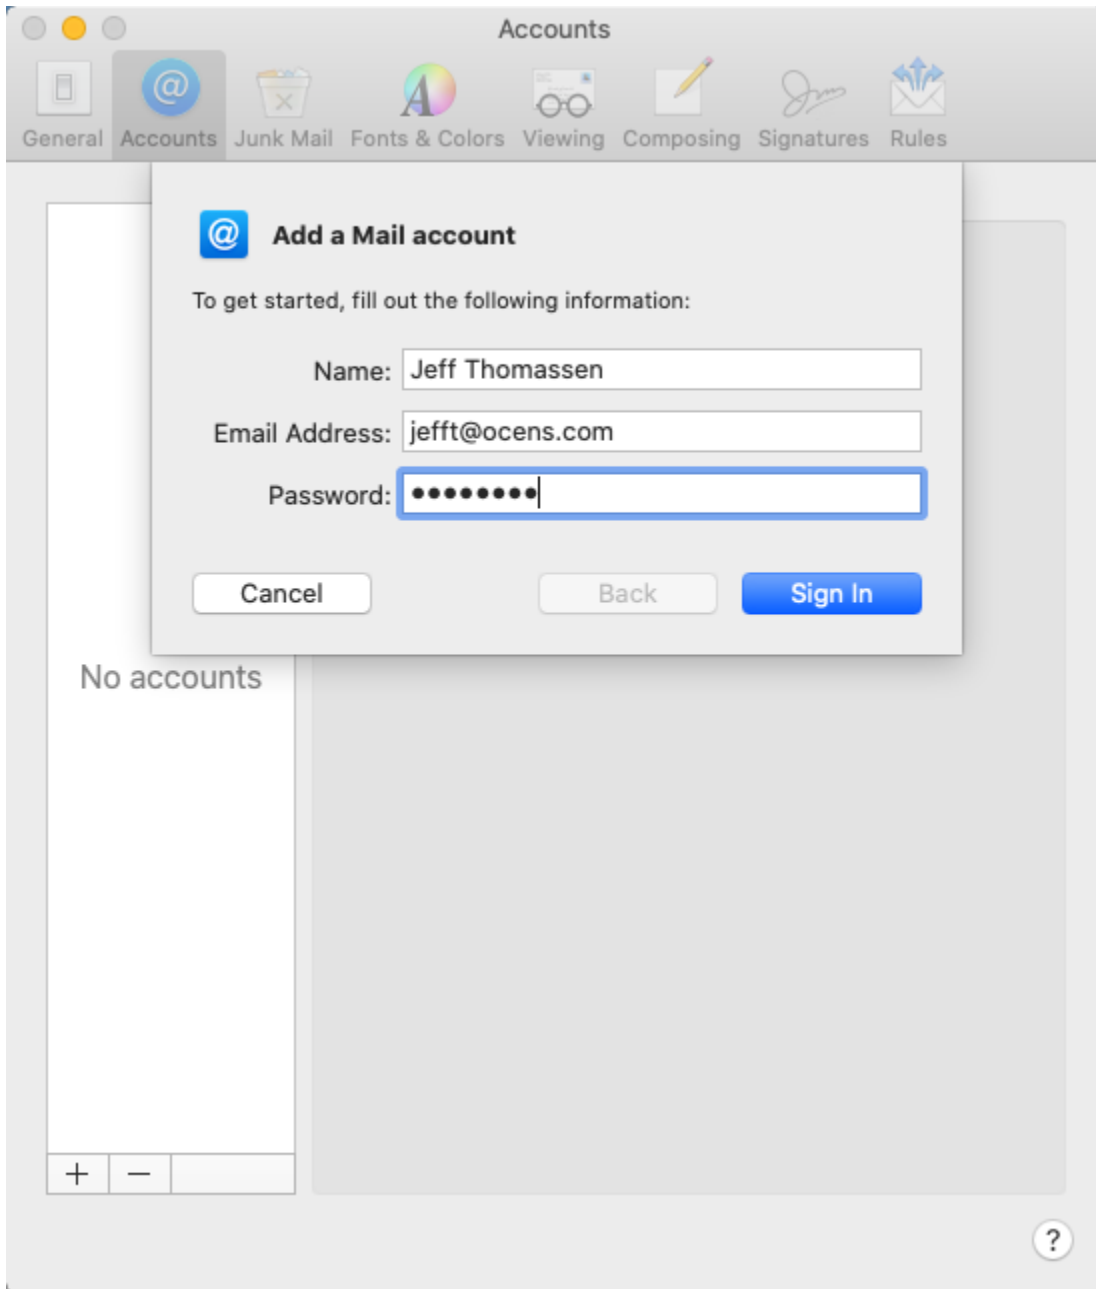 Accounts
General Accounts Junk Mail Fonts & Colors Viewing Composing Signatures Rules
@ Add a Mail account
To get started, fill out the following information:
Name: Jeff Thomassen
Email Address: jefft@ocens.com
Password: ••••••••
Cancel Back Sign In
No accounts
+ −
?